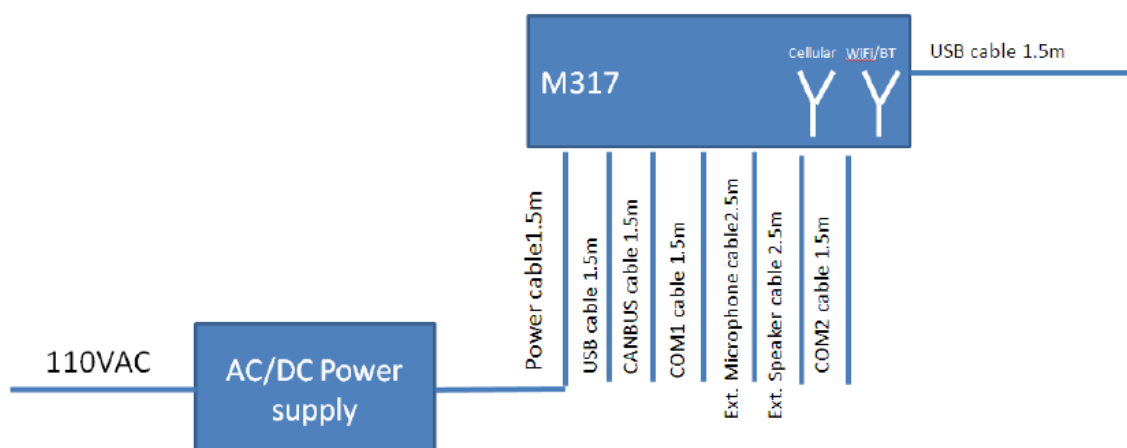 Cellular WiFi/BT
USB cable 1.5m
M317
Power cable1.5m
USB cable 1.5m
CANBUS cable 1.5m
COM1 cable 1.5m
Ext. Microphone cable2.5m
Ext. Speaker cable 2.5m
COM2 cable 1.5m
110VAC
AC/DC Power
supply